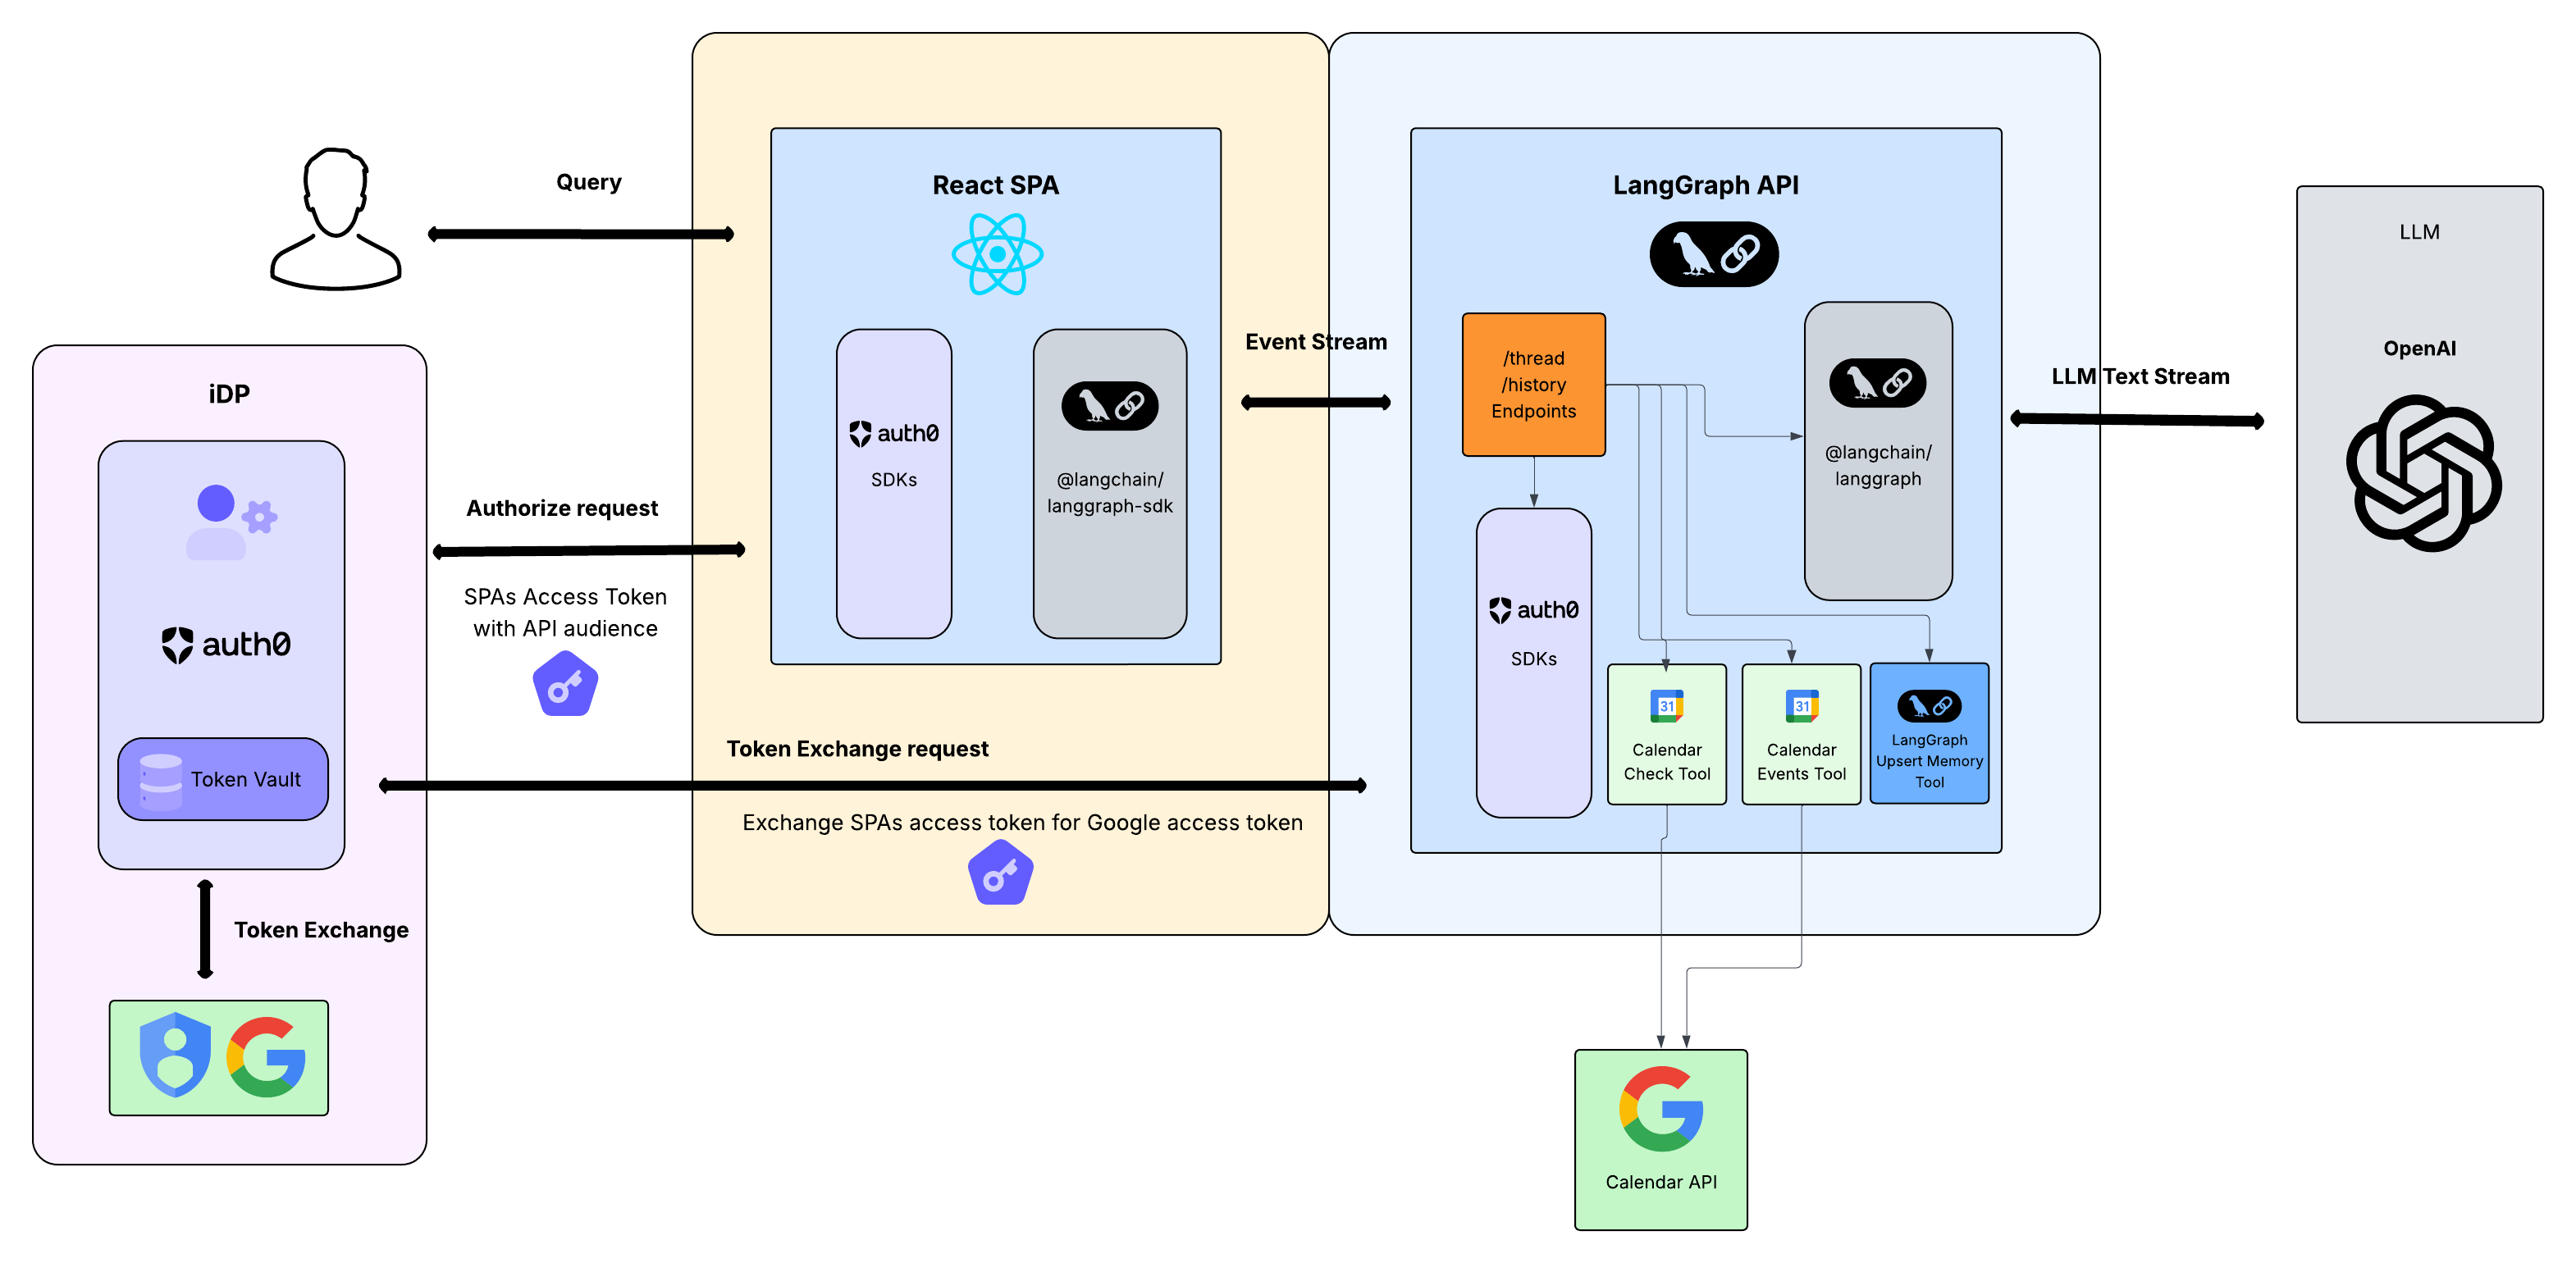 Query
iDP
auth0
Token Vault
Token Exchange
Authorize request
SPAs Access Token
with API audience
React SPA
auth0
SDKs
@langchain/
langgraph-sdk
Token Exchange request
Exchange SPAs access token for Google access token
Event Stream
LangGraph API
/thread
/history
Endpoints
@langchain/
langgraph
auth0
SDKs
31
Calendar
Check Tool
31
Calendar
Events Tool
LangGraph
Upsert Memory
Tool
LLM Text Stream
LLM
OpenAI
Calendar API